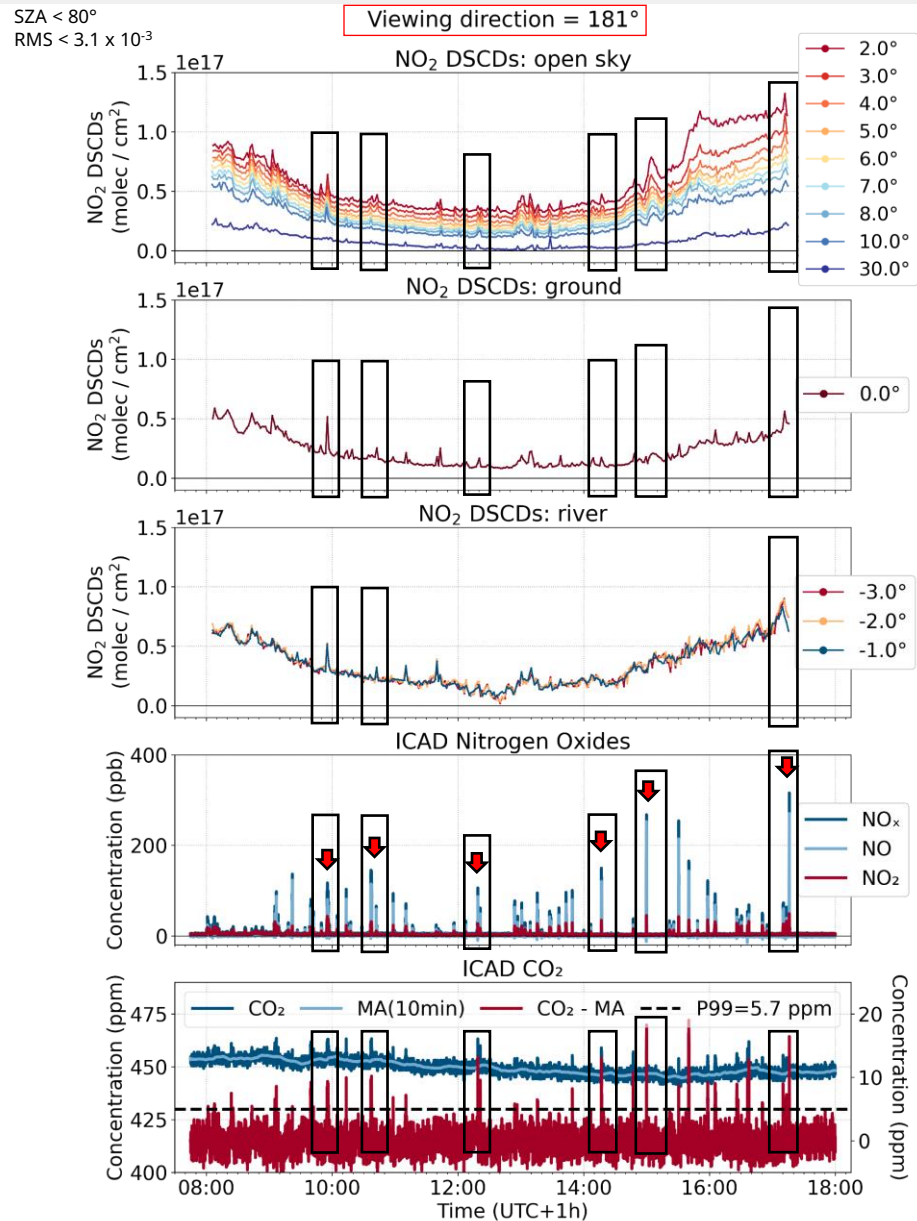 SZA < 80°
RMS < 3.1 x 10⁻³
Viewing direction = 181°
NO₂ DSCDs: open sky
1e17
NO₂ DSCDs
(molec / cm²)
1.5
1.0
0.5
0.0
2.0°
3.0°
4.0°
5.0°
6.0°
7.0°
8.0°
10.0°
30.0°
NO₂ DSCDs: ground
1e17
NO₂ DSCDs
(molec / cm²)
1.5
1.0
0.5
0.0
0.0°
NO₂ DSCDs: river
1e17
NO₂ DSCDs
(molec / cm²)
1.5
1.0
0.5
0.0
-3.0°
-2.0°
-1.0°
ICAD Nitrogen Oxides
Concentration (ppb)
400
200
0
NOₓ
NO
NO₂
ICAD CO₂
Concentration (ppm)
475
450
425
400
CO₂
MA(10min)
CO₂ - MA
P99=5.7 ppm
20
10
0
Concentration (ppm)
08:00 10:00 12:00 14:00 16:00 18:00
Time (UTC+1h)